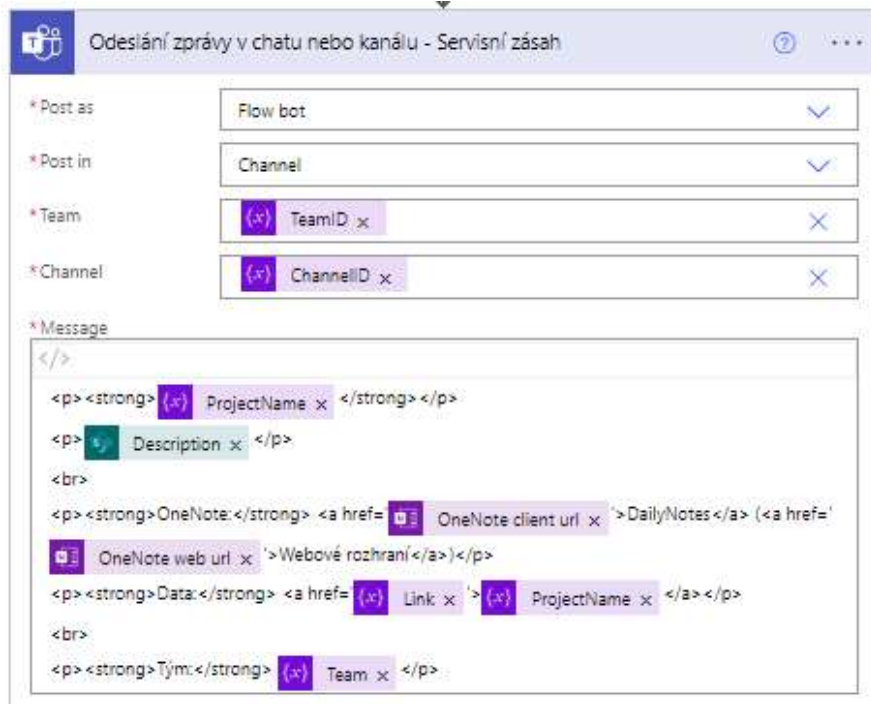 Odeslání zprávy v chatu nebo kanálu - Servisní zásah
* Post as
Flow bot
* Post in
Channel
* Team
{x} TeamID ×
* Channel
{x} ChannelID ×
* Message
</>
<p><strong> {x} ProjectName × </strong></p>
<p> Description × </p>
<br>
<p><strong>OneNote:</strong> <a href=' OneNote client url × '>DailyNotes</a> (<a href='
OneNote web url × '>Webové rozhraní</a>)</p>
<p><strong>Data:</strong> <a href=' {x} Link × '> {x} ProjectName × </a></p>
<br>
<p><strong>Tým:</strong> {x} Team × </p>